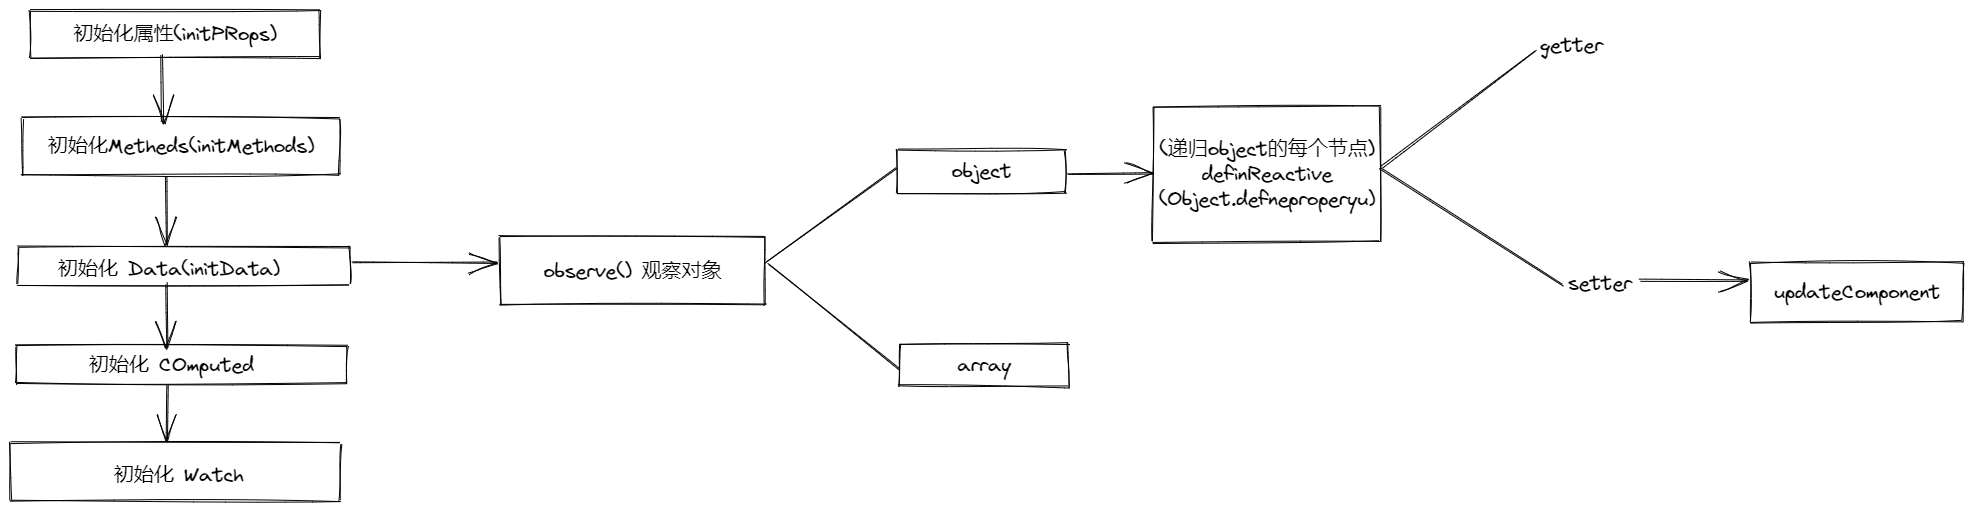 初始化属性(initPRops)
初始化Metheds(initMethods)
初始化 Data(initData)
初始化 COmputed
初始化 Watch
observe() 观察对象
object
array
(递归object的每个节点)
definReactive
(Object.defneproperyu)
getter
setter
updateComponent